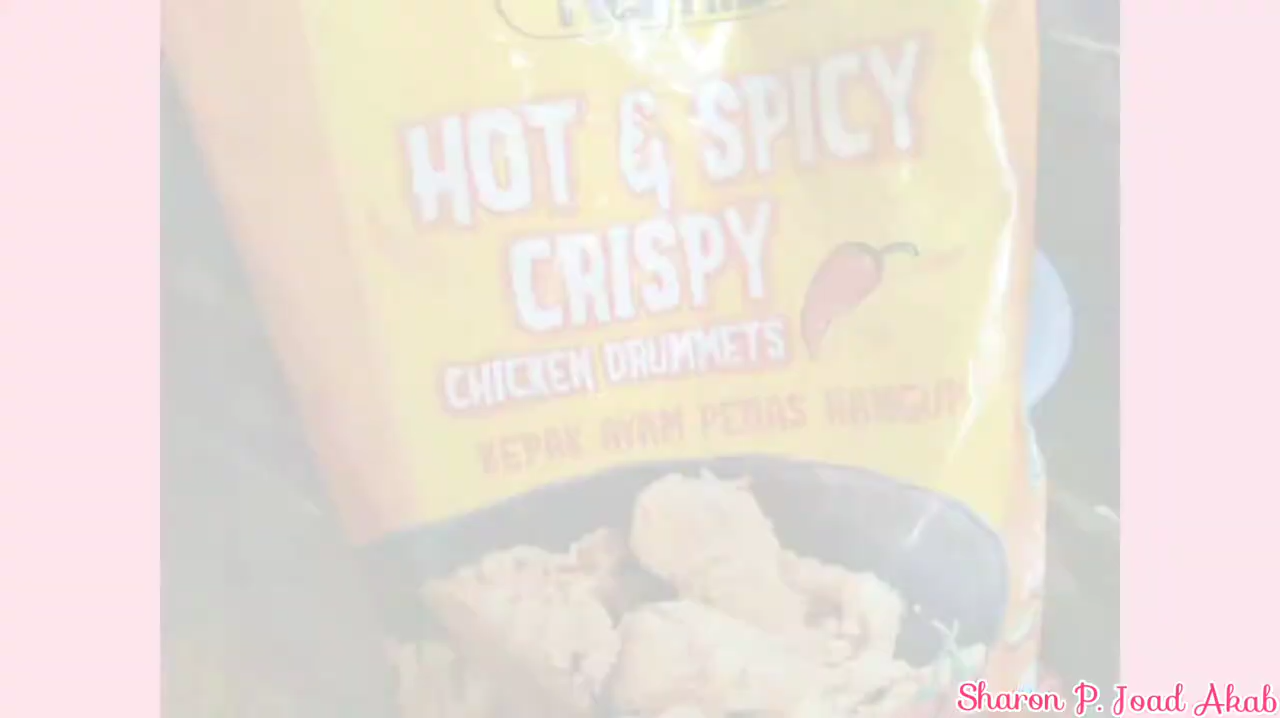 HOT & SPICY
CRISPY
CHICKEN DRUMMETS
KEPAK AYAM PEDAS RANGUP
Sharon P. Joad Akab